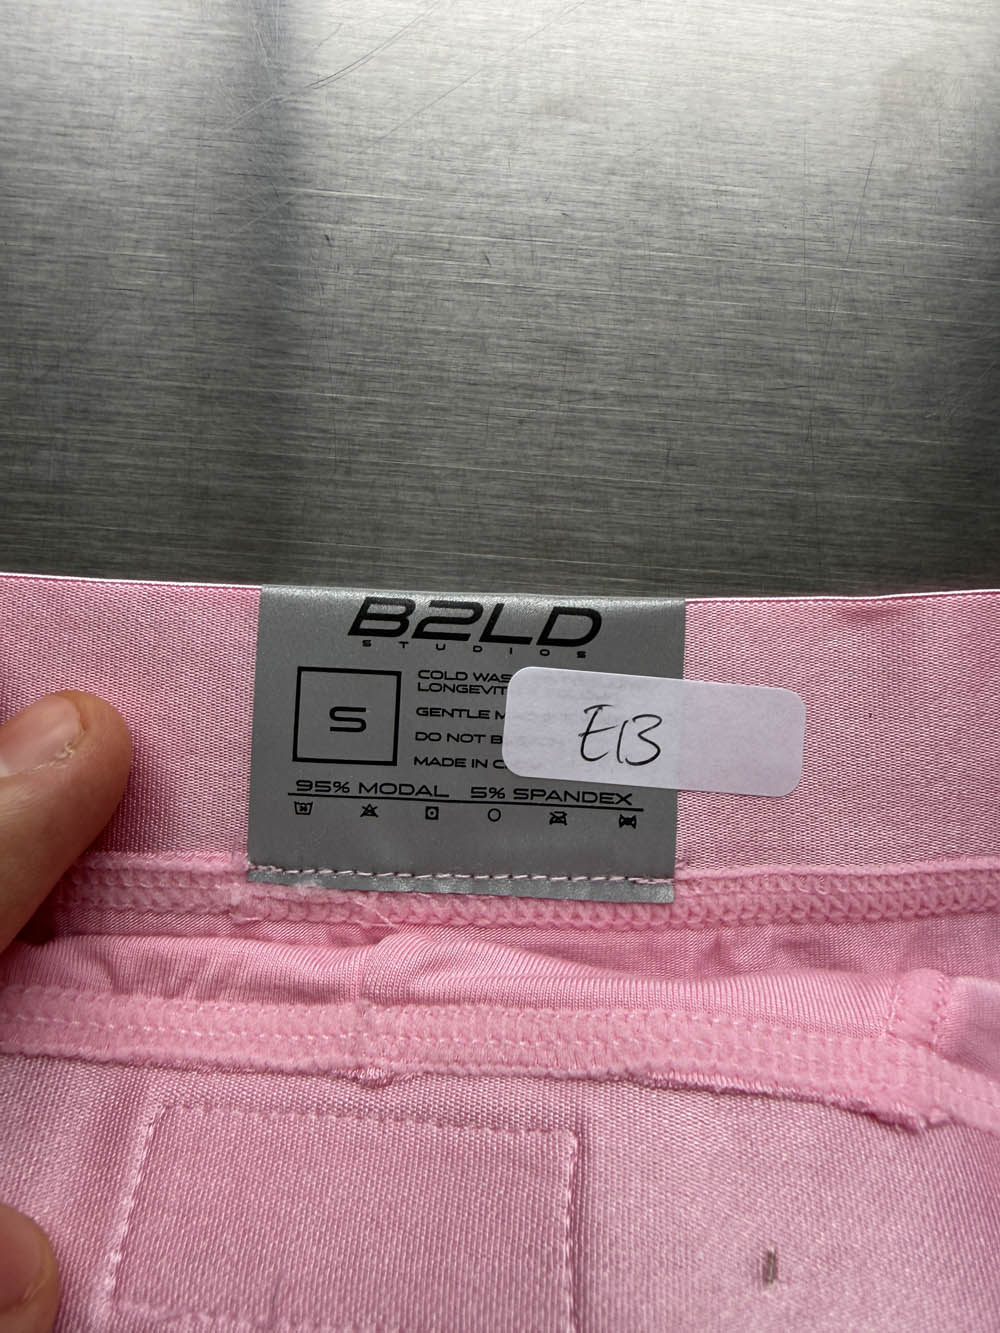 B2LD
STUDIOS
S
COLD WAS
LONGEVIT
GENTLE M
DO NOT B
MADE IN C
E13
95% MODAL 5% SPANDEX